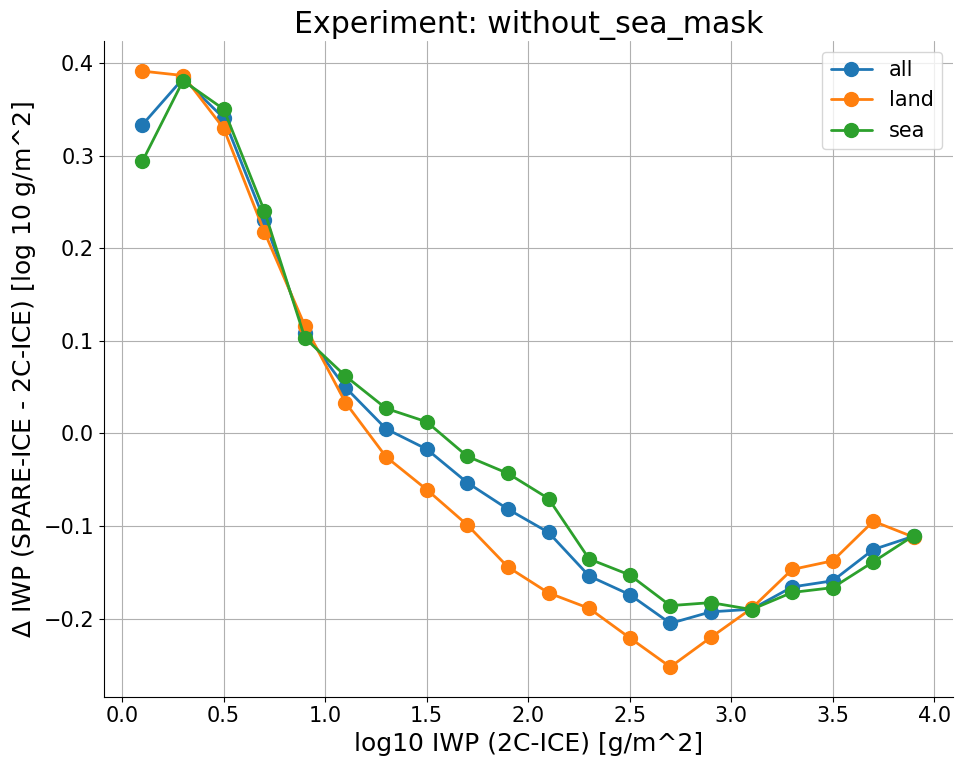 Experiment: without_sea_mask
Δ IWP (SPARE-ICE - 2C-ICE) [log 10 g/m^2]
0.4
0.3
0.2
0.1
0.0
−0.1
−0.2
all
land
sea
0.0 0.5 1.0 1.5 2.0 2.5 3.0 3.5 4.0
log10 IWP (2C-ICE) [g/m^2]